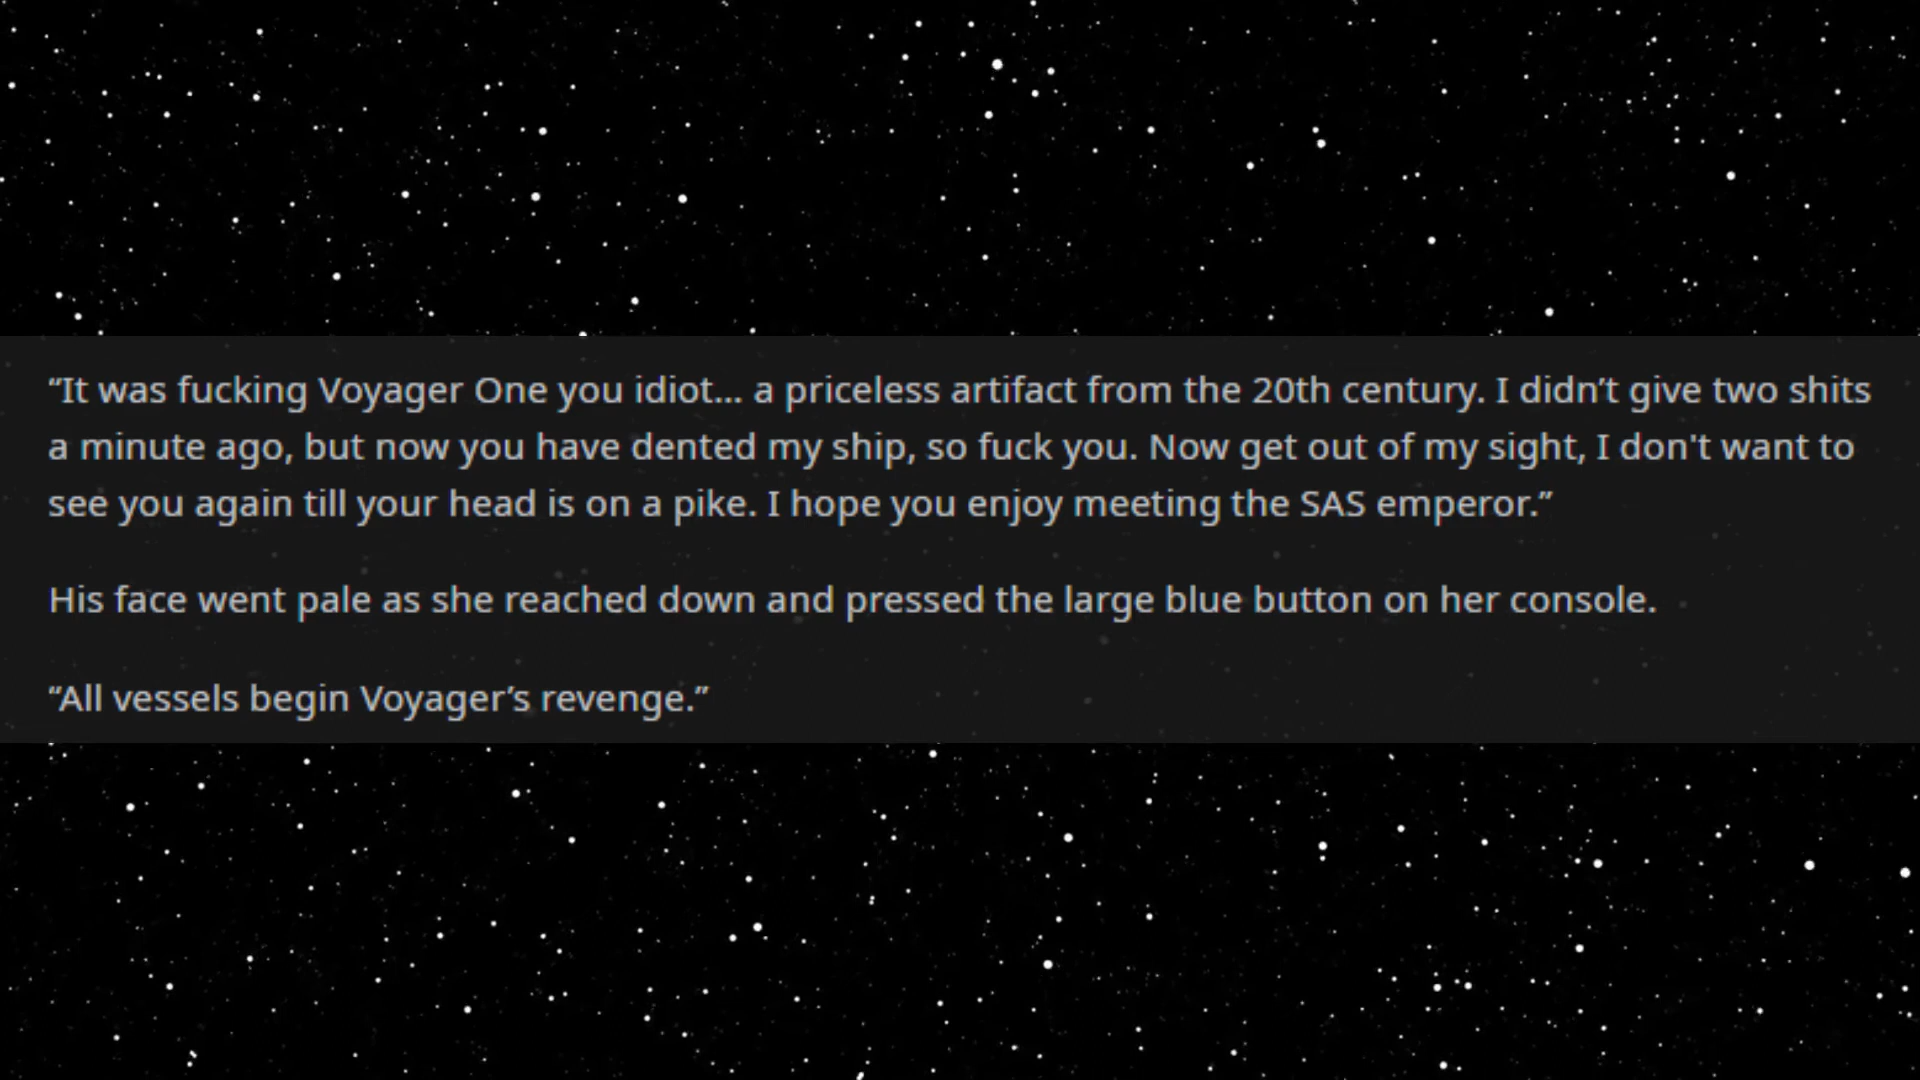 “It was fucking Voyager One you idiot... a priceless artifact from the 20th century. I didn’t give two shits
a minute ago, but now you have dented my ship, so fuck you. Now get out of my sight, I don't want to
see you again till your head is on a pike. I hope you enjoy meeting the SAS emperor.”
His face went pale as she reached down and pressed the large blue button on her console.
“All vessels begin Voyager’s revenge.”